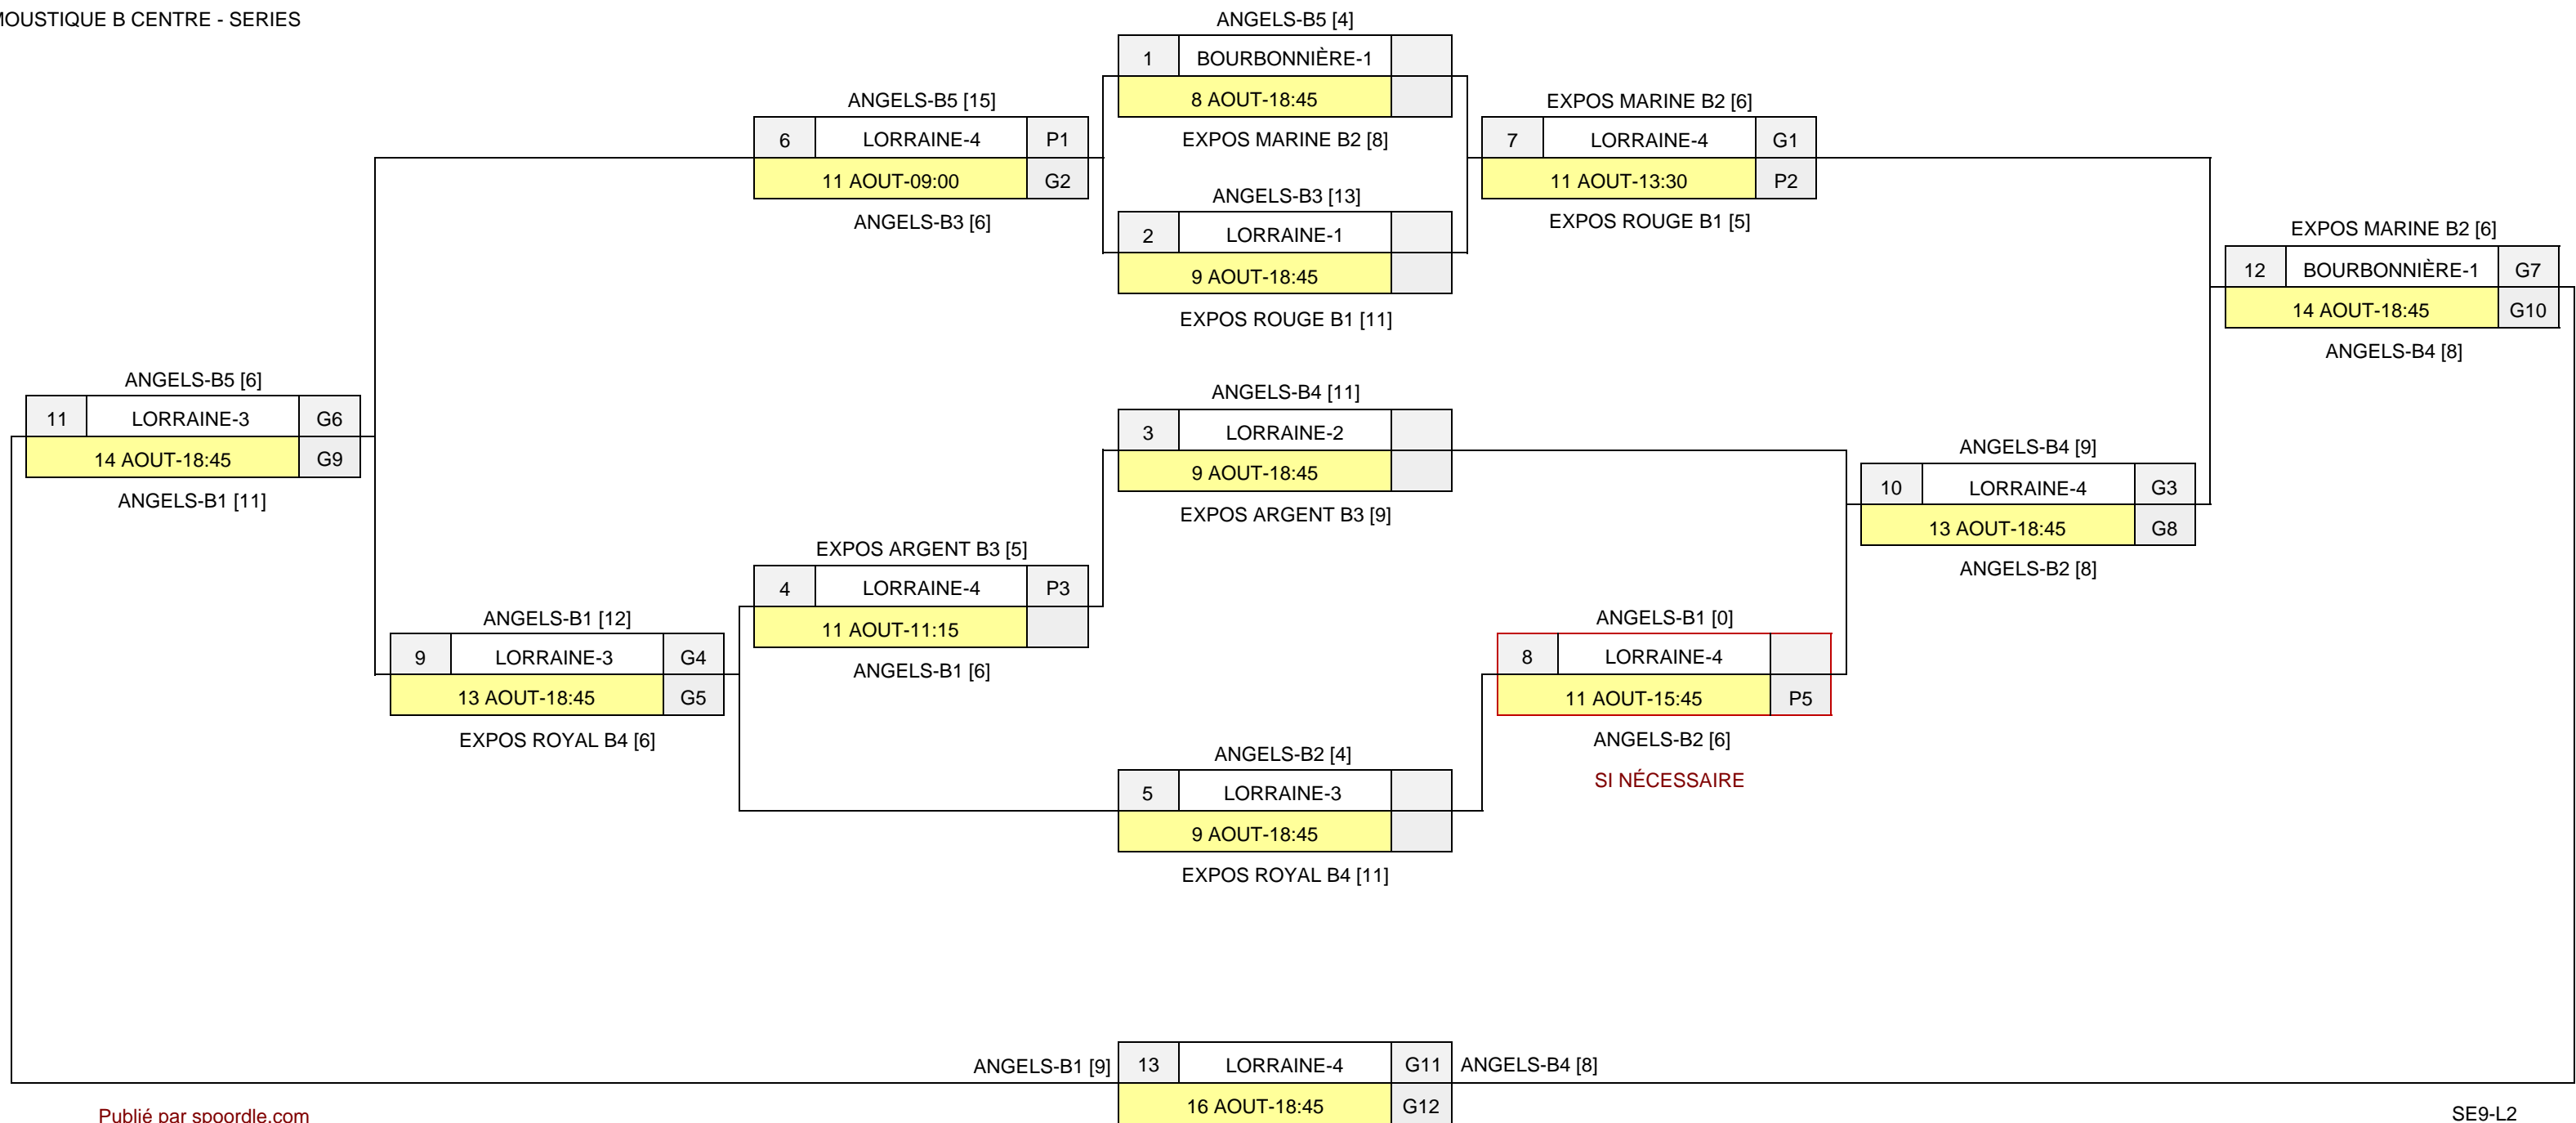 MOUSTIQUE B CENTRE - SERIES
ANGELS-B5 [4]
1 BOURBONNIÈRE-1
8 AOUT-18:45
EXPOS MARINE B2 [8]
ANGELS-B5 [15]
6 LORRAINE-4 P1
11 AOUT-09:00 G2
ANGELS-B3 [6]
EXPOS MARINE B2 [6]
7 LORRAINE-4 G1
11 AOUT-13:30 P2
EXPOS ROUGE B1 [5]
ANGELS-B3 [13]
2 LORRAINE-1
9 AOUT-18:45
EXPOS ROUGE B1 [11]
EXPOS MARINE B2 [6]
12 BOURBONNIÈRE-1 G7
14 AOUT-18:45 G10
ANGELS-B4 [8]
ANGELS-B5 [6]
11 LORRAINE-3 G6
14 AOUT-18:45 G9
ANGELS-B1 [11]
ANGELS-B4 [11]
3 LORRAINE-2
9 AOUT-18:45
EXPOS ARGENT B3 [9]
ANGELS-B4 [9]
10 LORRAINE-4 G3
13 AOUT-18:45 G8
ANGELS-B2 [8]
EXPOS ARGENT B3 [5]
4 LORRAINE-4 P3
11 AOUT-11:15
ANGELS-B1 [6]
ANGELS-B1 [12]
9 LORRAINE-3 G4
13 AOUT-18:45 G5
EXPOS ROYAL B4 [6]
ANGELS-B1 [0]
8 LORRAINE-4
11 AOUT-15:45 P5
ANGELS-B2 [6]
SI NÉCESSAIRE
ANGELS-B2 [4]
5 LORRAINE-3
9 AOUT-18:45
EXPOS ROYAL B4 [11]
ANGELS-B1 [9] 13 LORRAINE-4 G11 ANGELS-B4 [8]
16 AOUT-18:45 G12
Publié par spoordle.com
SE9-L2